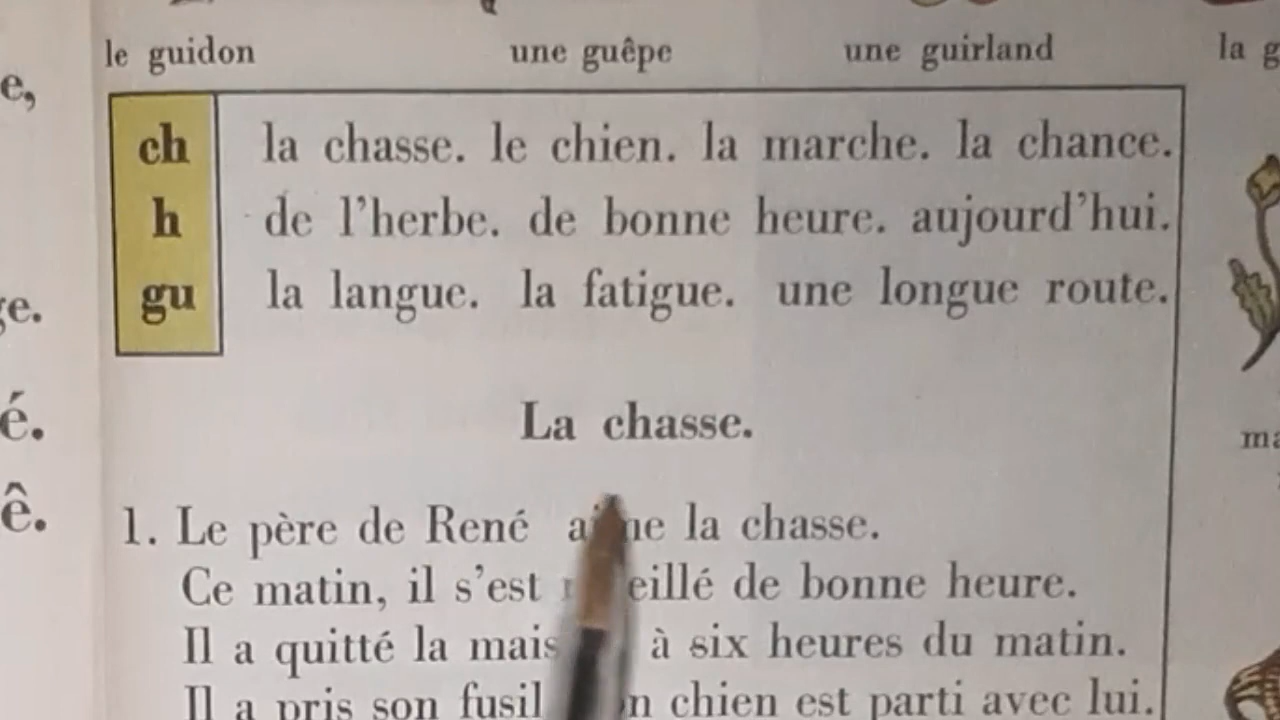 le guidon une guêpe une guirland la g
e,
ch la chasse. le chien. la marche. la chance.
h de l'herbe. de bonne heure. aujourd'hui.
gu la langue. la fatigue. une longue route.
ge.
é.
La chasse.
ma
ê.
1. Le père de René la chasse.
Ce matin, il s'est de bonne heure.
Il a quitté la à six heures du matin.
Il a pris son fusil chien est parti avec lui.